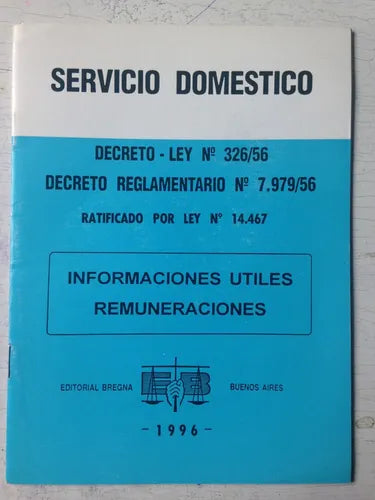 SERVICIO DOMESTICO
DECRETO - LEY Nº 326/56
DECRETO REGLAMENTARIO Nº 7.979/56
RATIFICADO POR LEY Nº 14.467
INFORMACIONES UTILES
REMUNERACIONES
EDITORIAL BREGNA EB BUENOS AIRES
- 1996 -